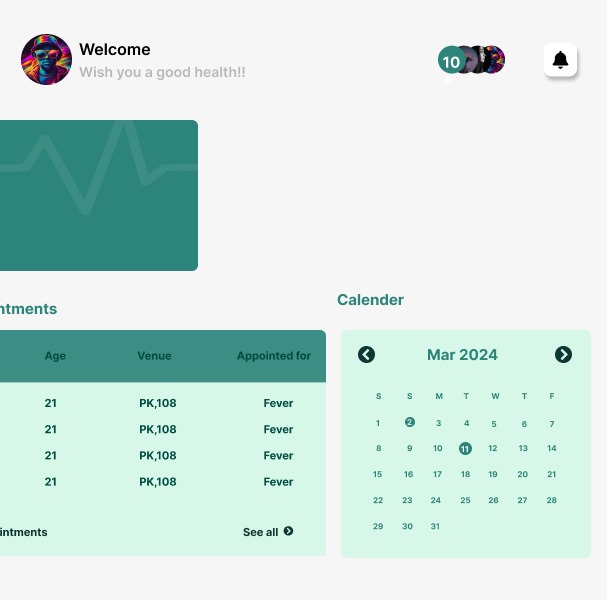 Welcome
Wish you a good health!!
10
ntments
Calender
Age Venue Appointed for
21 PK,108 Fever
21 PK,108 Fever
21 PK,108 Fever
21 PK,108 Fever
intments See all
Mar 2024
S S M T W T F
1 2 3 4 5 6 7
8 9 10 11 12 13 14
15 16 17 18 19 20 21
22 23 24 25 26 27 28
29 30 31